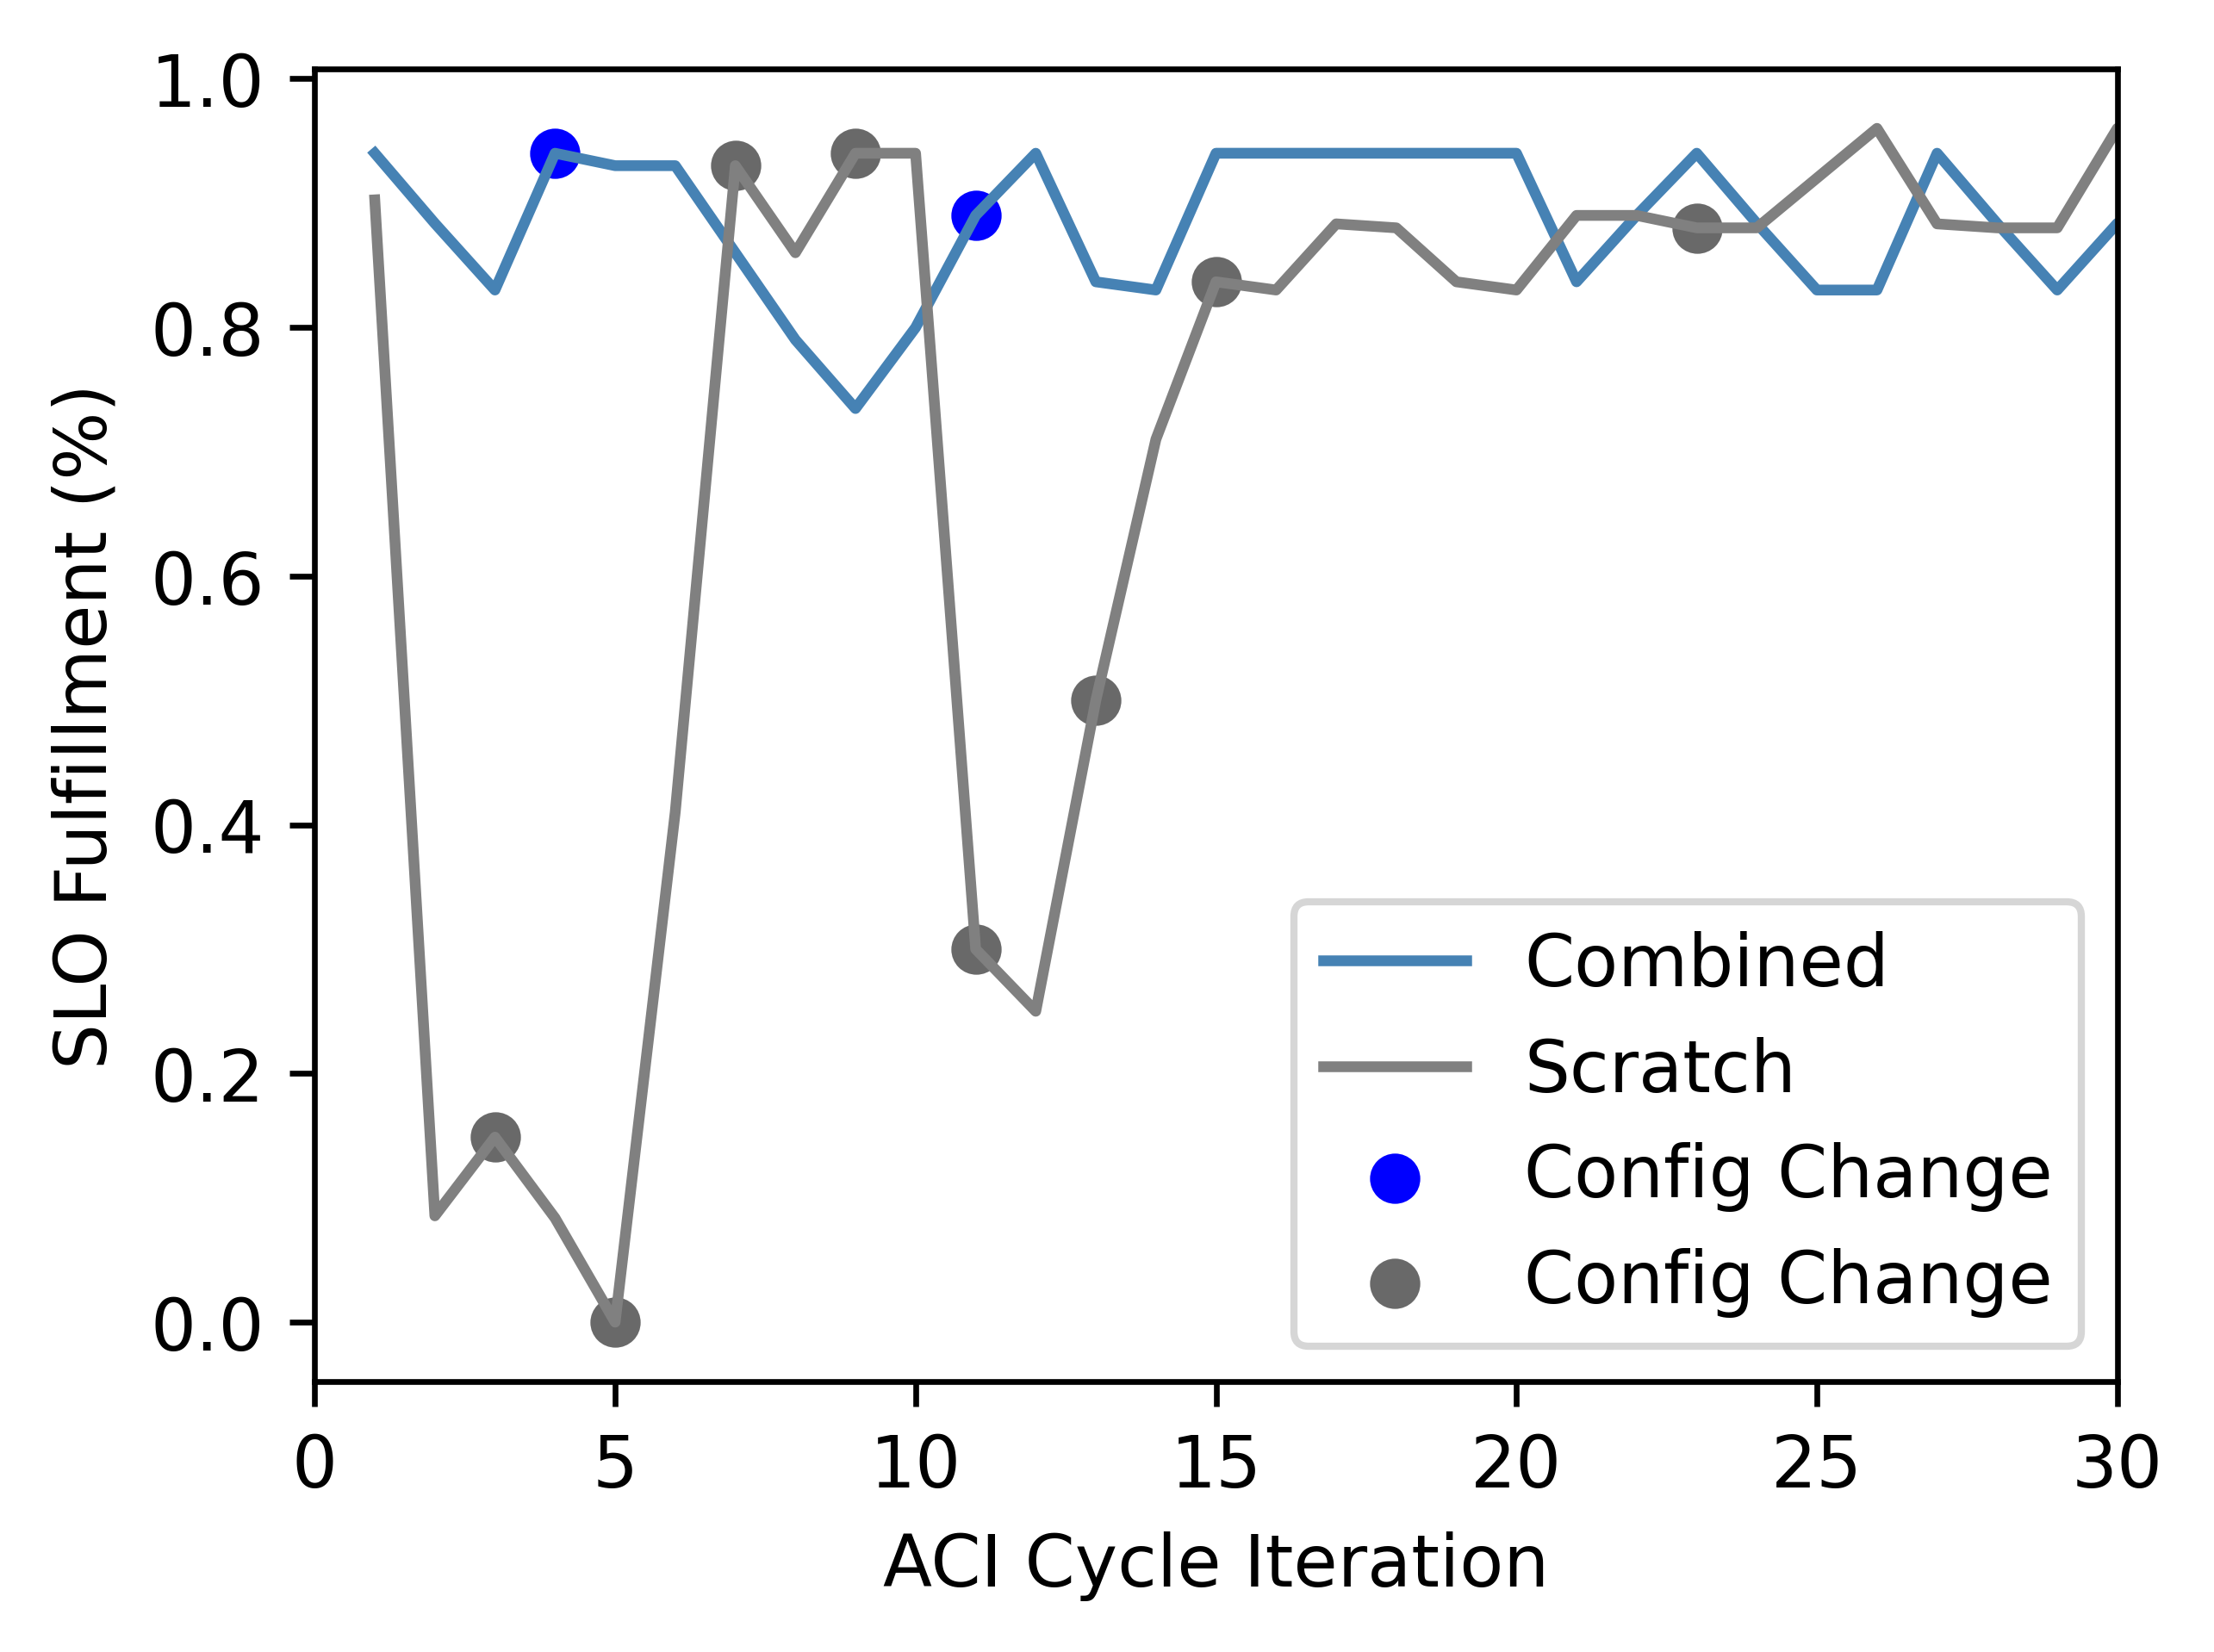 1.0
0.8
0.6
0.4
0.2
0.0
SLO Fulfillment (%)
Combined
Scratch
Config Change
Config Change
0 5 10 15 20 25 30
ACI Cycle Iteration